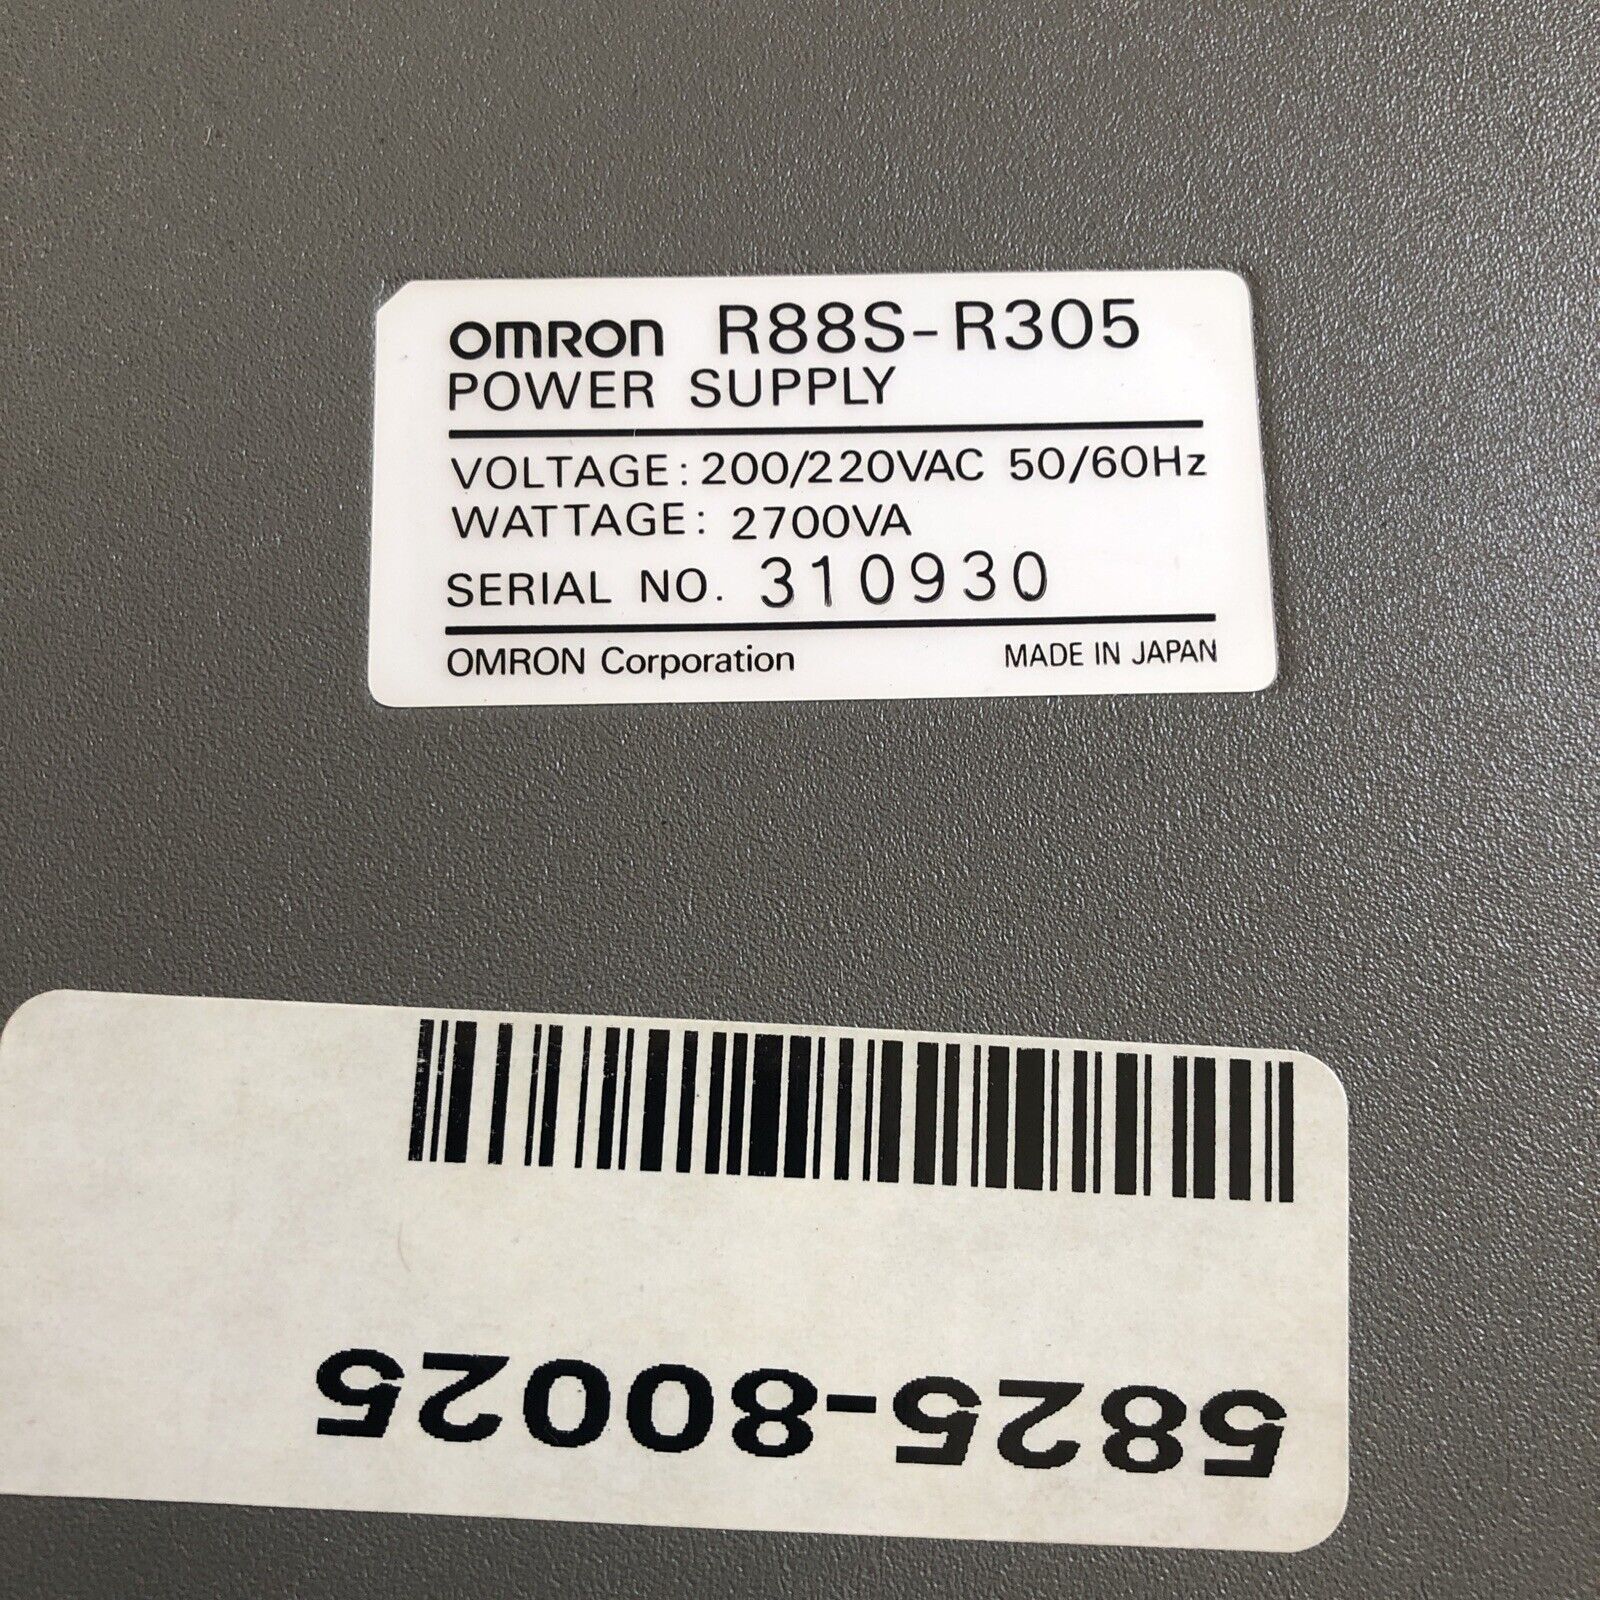 OMRON R88S-R305
POWER SUPPLY
VOLTAGE: 200/220VAC 50/60Hz
WATTAGE: 2700VA
SERIAL NO. 310930
OMRON Corporation MADE IN JAPAN
5825-80025